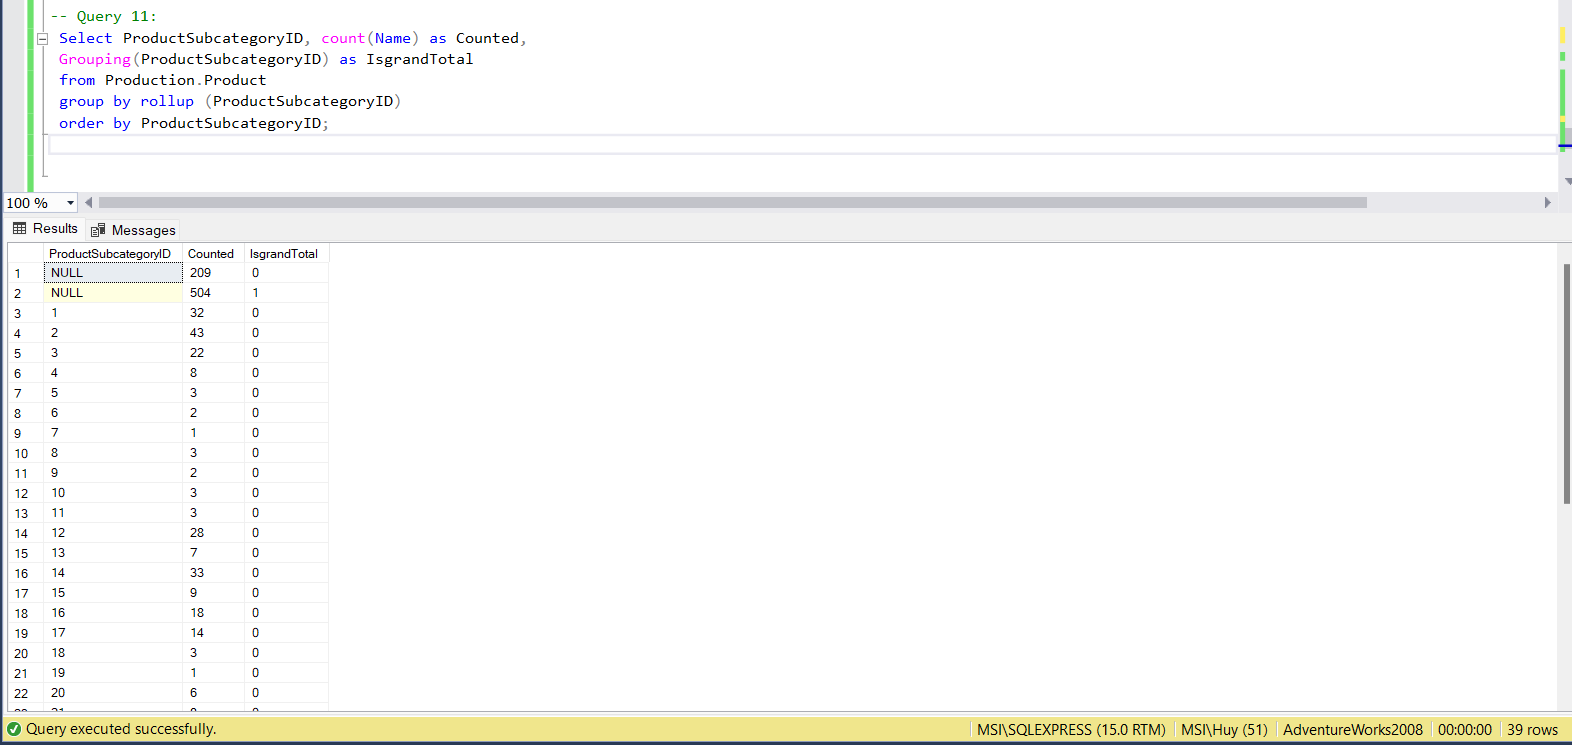 -- Query 11:
Select ProductSubcategoryID, count(Name) as Counted,
Grouping(ProductSubcategoryID) as IsgrandTotal
from Production.Product
group by rollup (ProductSubcategoryID)
order by ProductSubcategoryID;
100 %
Results Messages
ProductSubcategoryID Counted IsgrandTotal
1 NULL 209 0
2 NULL 504 1
3 1 32 0
4 2 43 0
5 3 22 0
6 4 8 0
7 5 3 0
8 6 2 0
9 7 1 0
10 8 3 0
11 9 2 0
12 10 3 0
13 11 3 0
14 12 28 0
15 13 7 0
16 14 33 0
17 15 9 0
18 16 18 0
19 17 14 0
20 18 3 0
21 19 1 0
22 20 6 0
Query executed successfully. MSI\SQLEXPRESS (15.0 RTM) MSI\Huy (51) AdventureWorks2008 00:00:00 39 rows